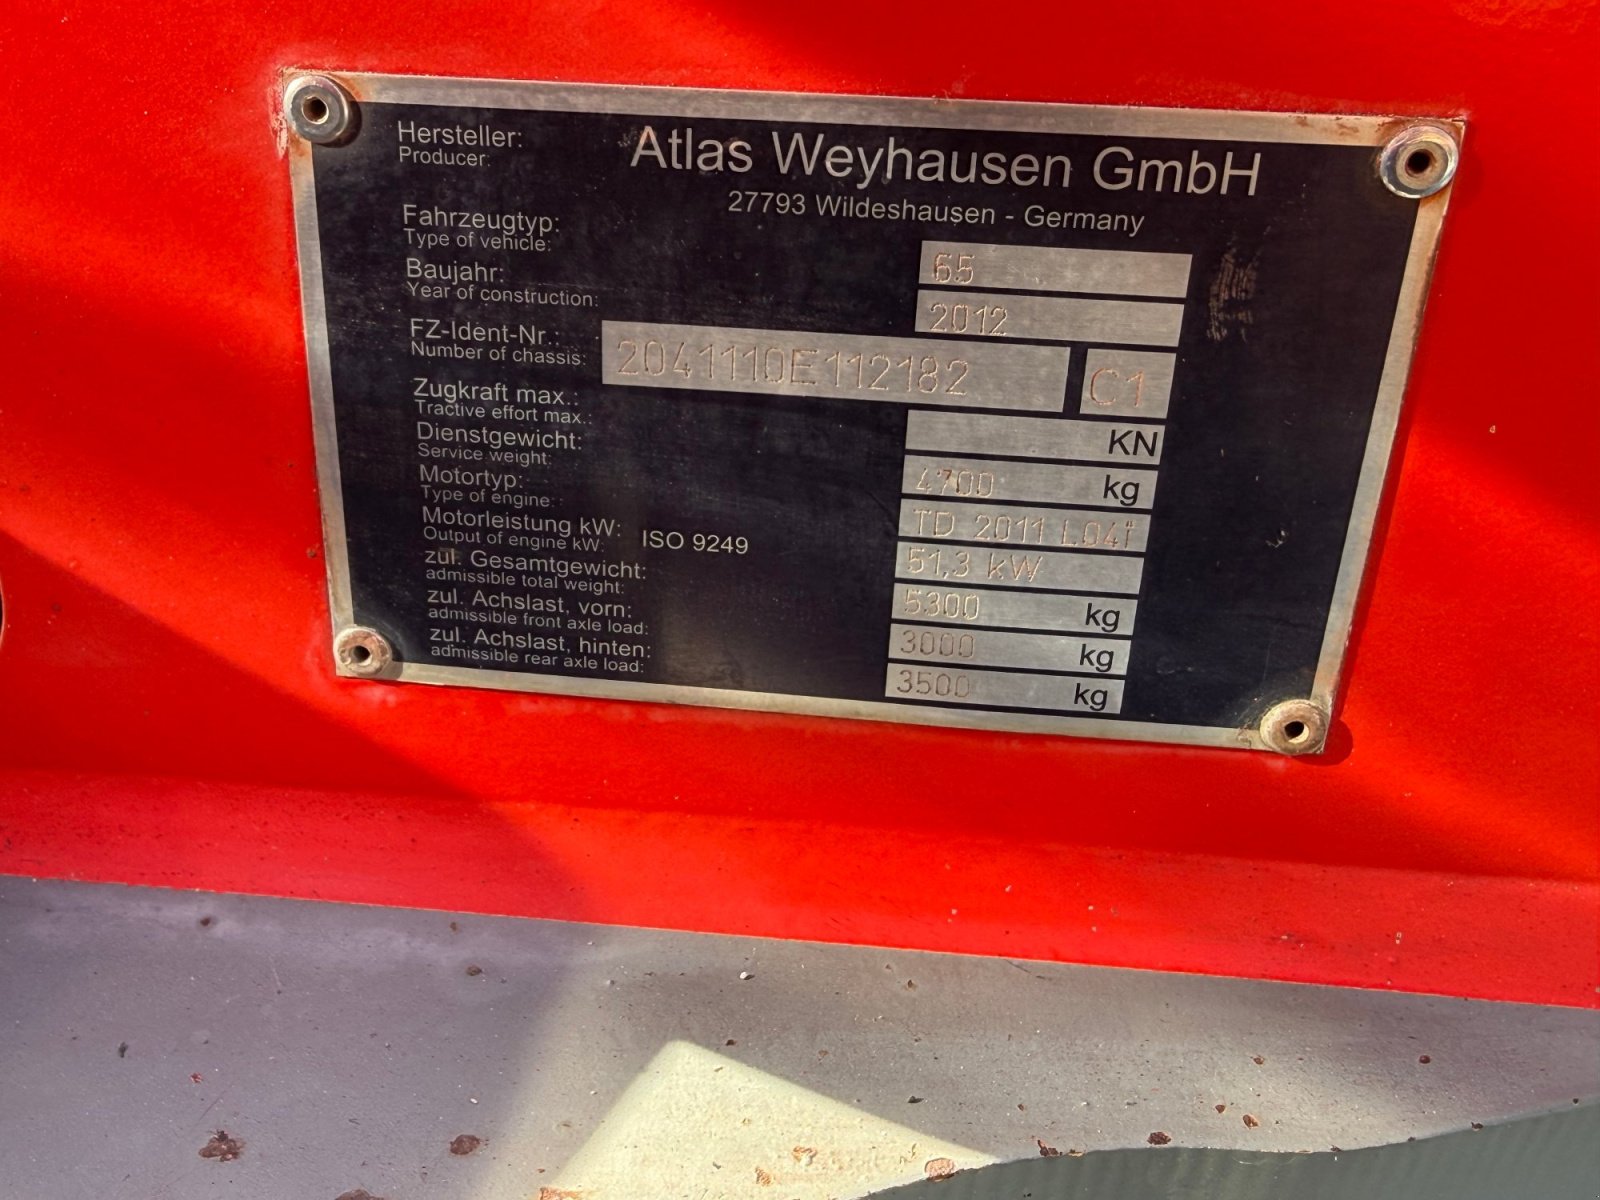 Hersteller: Atlas Weyhausen GmbH
Producer:
27793 Wildeshausen - Germany
Fahrzeugtyp: 65
Type of vehicle:
Baujahr: 2012
Year of construction:
FZ-Ident-Nr.: 2041110E112182 C1
Number of chassis:
Zugkraft max.: KN
Tractive effort max.:
Dienstgewicht: 4700 kg
Service weight:
Motortyp: TD 2011 L04i
Type of engine:
Motorleistung kW: ISO 9249 51,3 kW
Output of engine kW:
zul. Gesamtgewicht: 5300 kg
admissible total weight:
zul. Achslast, vorn: 3000 kg
admissible front axle load:
zul. Achslast, hinten: 3500 kg
admissible rear axle load: